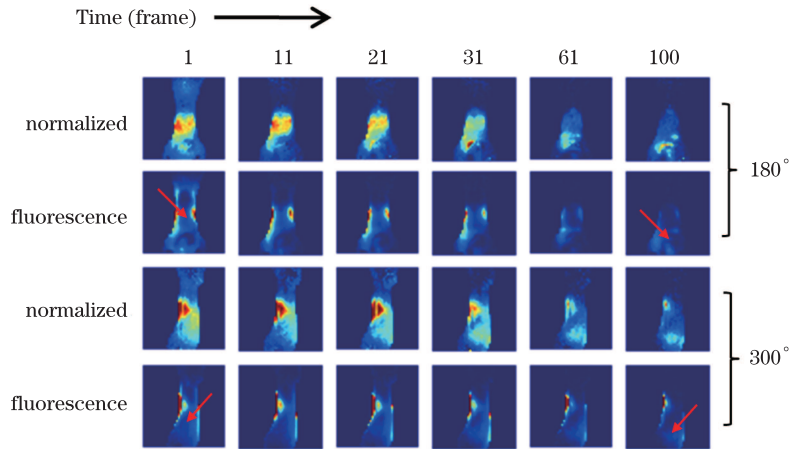 Time (frame)
1 11 21 31 61 100
normalized
180°
fluorescence
normalized
300°
fluorescence